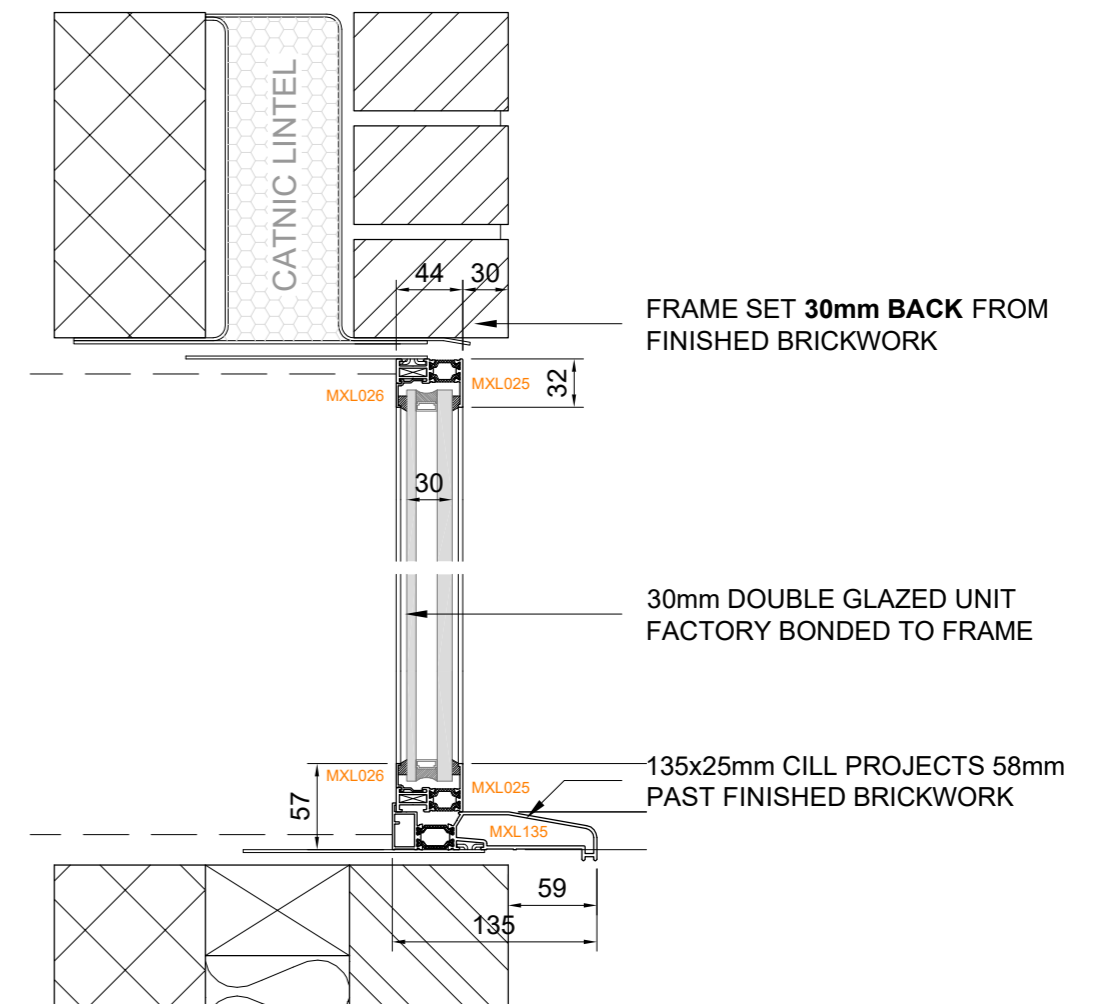 CATNIC LINTEL
44
30
FRAME SET 30mm BACK FROM
FINISHED BRICKWORK
MXL026
MXL025
32
30
30mm DOUBLE GLAZED UNIT
FACTORY BONDED TO FRAME
135x25mm CILL PROJECTS 58mm
PAST FINISHED BRICKWORK
MXL026
MXL025
57
MXL135
59
135